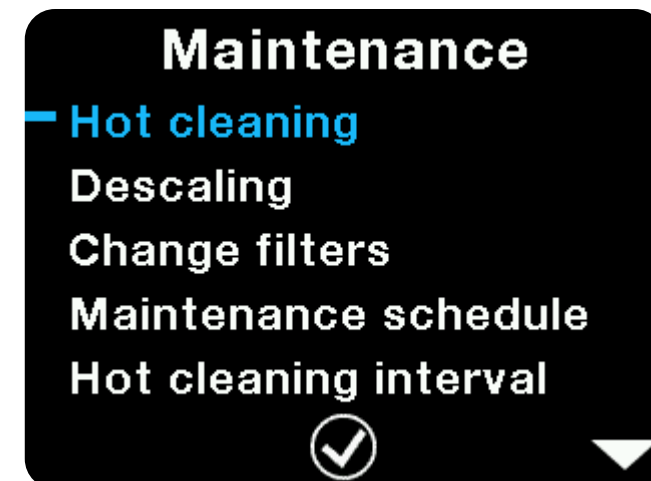 Maintenance
Hot cleaning
Descaling
Change filters
Maintenance schedule
Hot cleaning interval